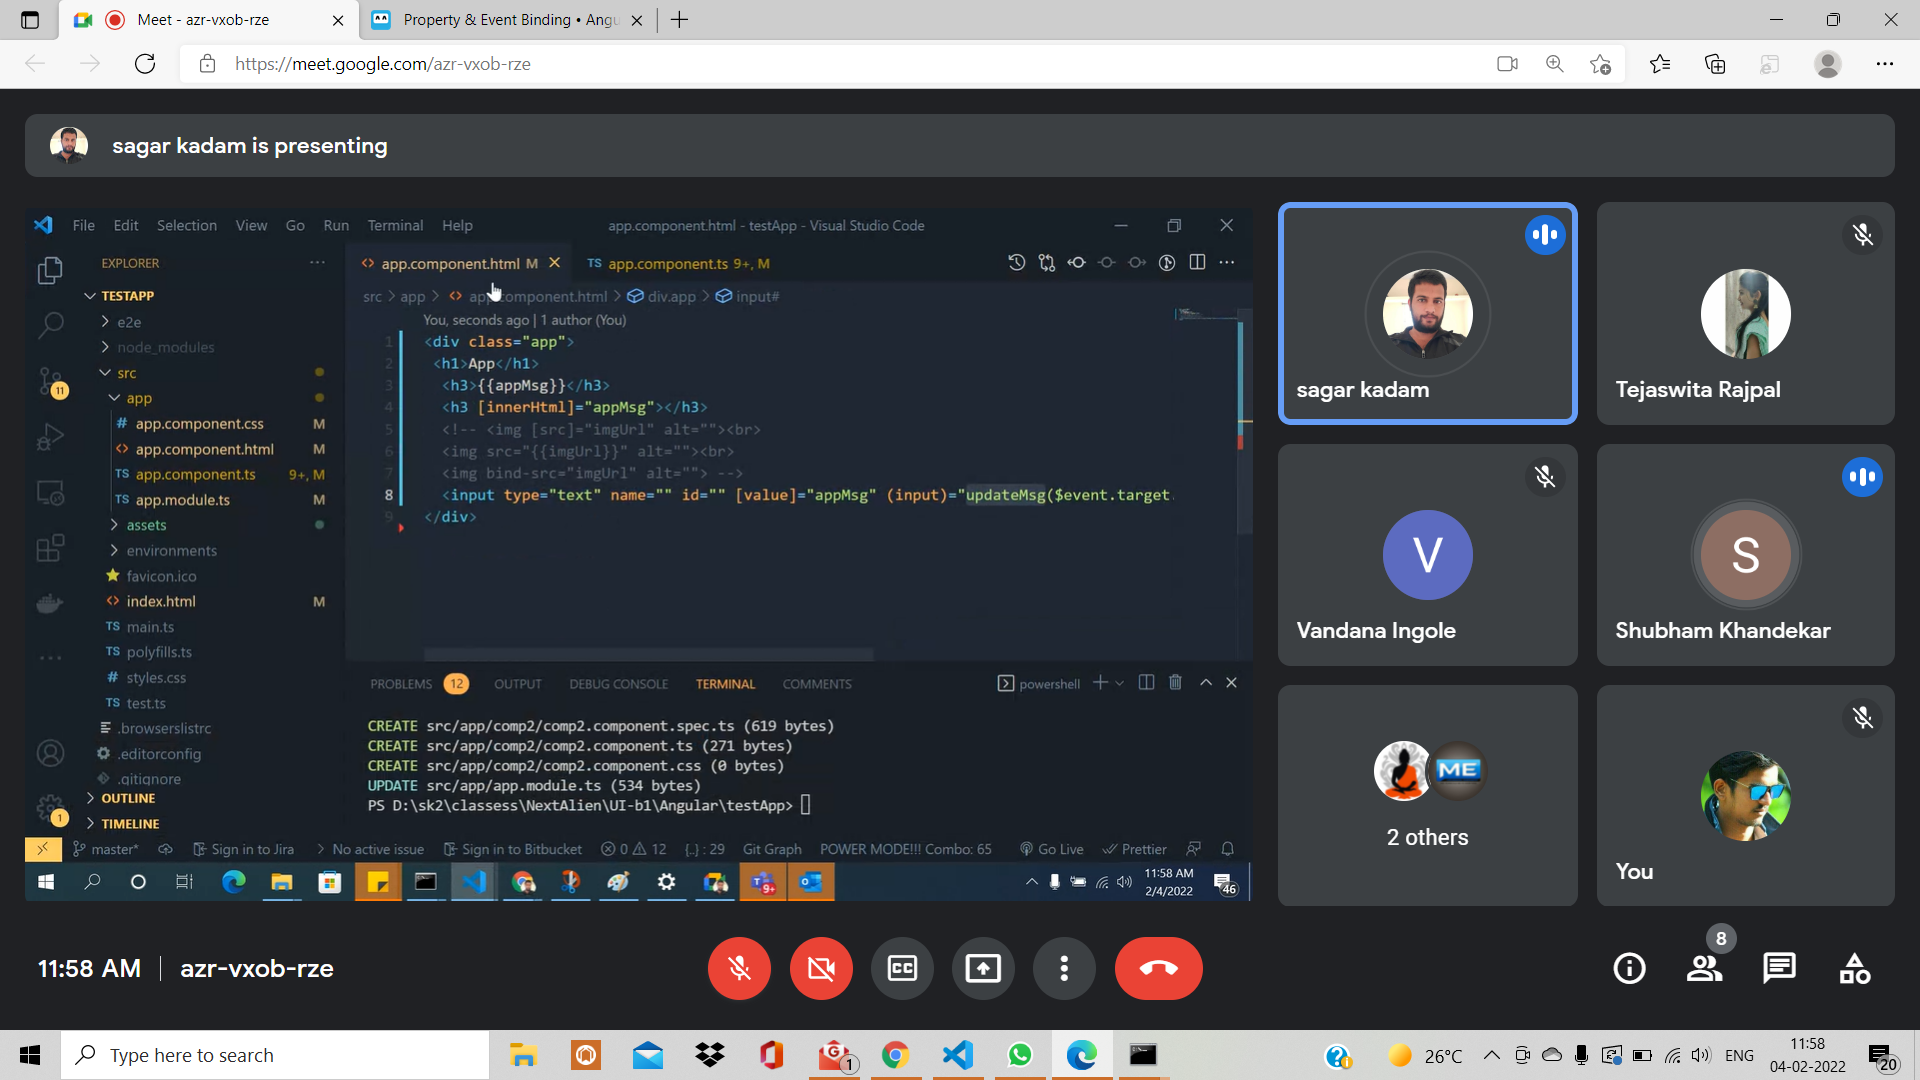 Meet - azr-vxob-rze
Property & Event Binding • Angu
https://meet.google.com/azr-vxob-rze
sagar kadam is presenting
File Edit Selection View Go Run Terminal Help
app.component.html - testApp - Visual Studio Code
EXPLORER
TESTAPP
e2e
node_modules
src
app
# app.component.css M
<> app.component.html M
TS app.component.ts 9+, M
TS app.module.ts M
assets
environments
favicon.ico
<> index.html M
TS main.ts
TS polyfills.ts
# styles.css
TS test.ts
.browserslistrc
.editorconfig
.gitignore
OUTLINE
TIMELINE
11
1
<> app.component.html M
TS app.component.ts 9+, M
src > app > <> app.component.html > div.app > input#
You, seconds ago | 1 author (You)
1 <div class="app">
2 <h1>App</h1>
3 <h3>{{appMsg}}</h3>
4 <h3 [innerHtml]="appMsg"></h3>
5 <!-- <img [src]="imgUrl" alt=""><br>
6 <img src="{{imgUrl}}" alt=""><br>
7 <img bind-src="imgUrl" alt=""> -->
8 <input type="text" name="" id="" [value]="appMsg" (input)="updateMsg($event.target.
9 </div>
PROBLEMS 12 OUTPUT DEBUG CONSOLE TERMINAL COMMENTS
powershell
CREATE src/app/comp2/comp2.component.spec.ts (619 bytes)
CREATE src/app/comp2/comp2.component.ts (271 bytes)
CREATE src/app/comp2/comp2.component.css (0 bytes)
UPDATE src/app/app.module.ts (534 bytes)
PS D:\sk2\classess\NextAlien\UI-b1\Angular\testApp>
master* Sign in to Jira No active issue Sign in to Bitbucket 0 12 {..} : 29 Git Graph POWER MODE!!! Combo: 65 Go Live Prettier
9+
11:58 AM
2/4/2022
46
sagar kadam
Tejaswita Rajpal
V
Vandana Ingole
S
Shubham Khandekar
ME
2 others
You
11:58 AM | azr-vxob-rze
CC
8
Type here to search
1
26°C
ENG
11:58
04-02-2022
20